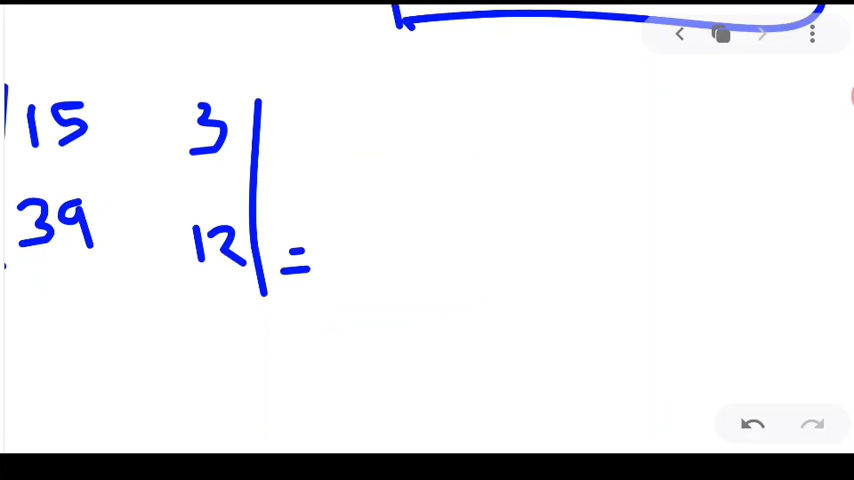 | 15 3 |
| 39 12 | =